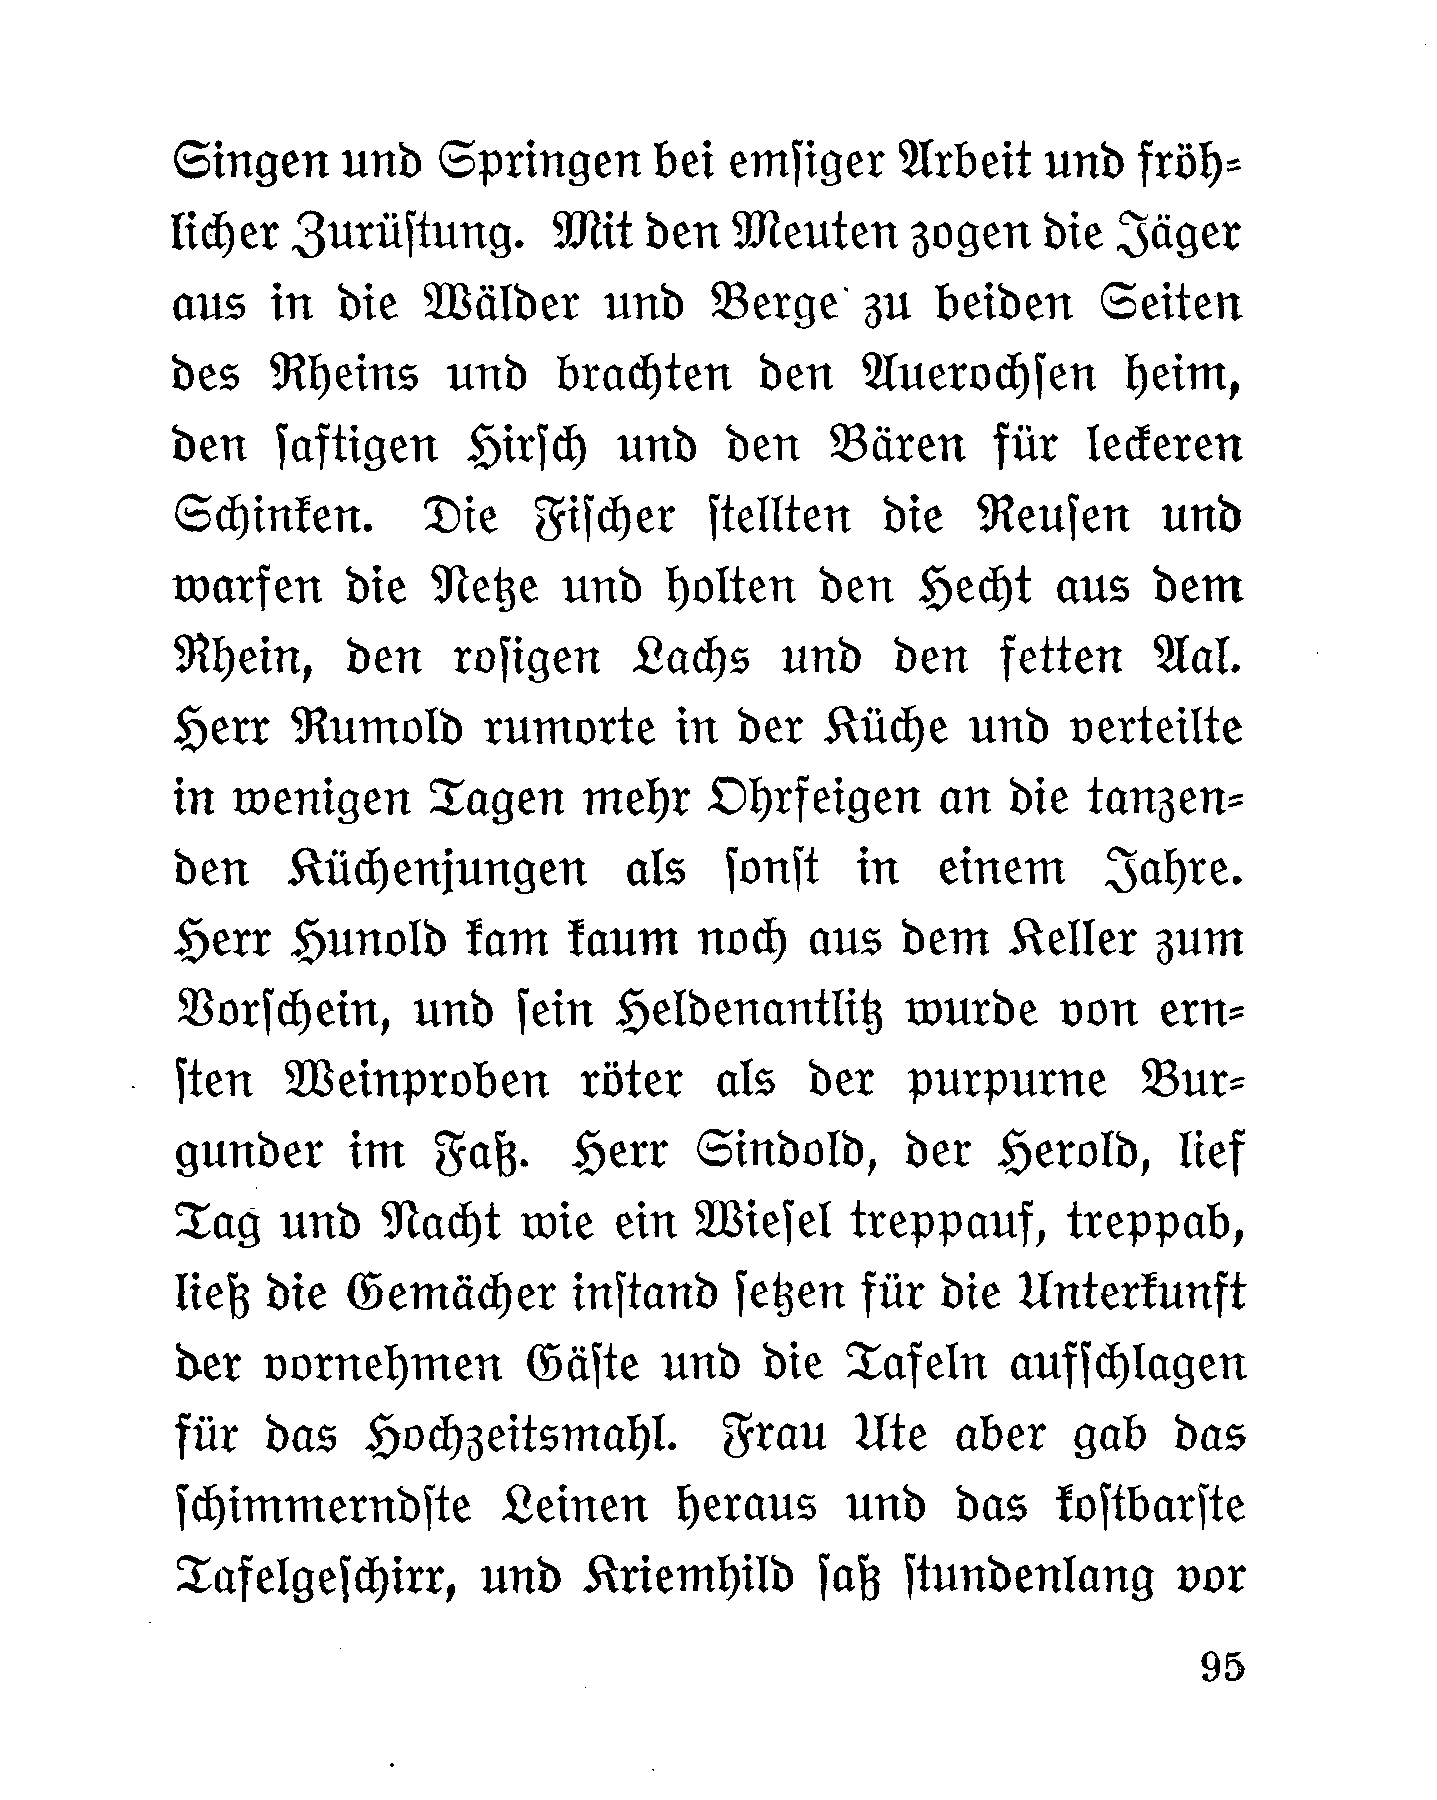 Singen und Springen bei emſiger Arbeit und fröh⸗
licher Zurüſtung. Mit den Meuten zogen die Jäger
aus in die Wälder und Berge zu beiden Seiten
des Rheins und brachten den Auerochſen heim,
den ſaftigen Hirſch und den Bären für leckeren
Schinken. Die Fiſcher ſtellten die Reuſen und
warfen die Netze und holten den Hecht aus dem
Rhein, den roſigen Lachs und den fetten Aal.
Herr Rumold rumorte in der Küche und verteilte
in wenigen Tagen mehr Ohrfeigen an die tanzen⸗
den Küchenjungen als ſonſt in einem Jahre.
Herr Hunold kam kaum noch aus dem Keller zum
Vorſchein, und ſein Heldenantlitz wurde von ern⸗
ſten Weinproben röter als der purpurne Bur⸗
gunder im Faß. Herr Sindold, der Herold, lief
Tag und Nacht wie ein Wieſel treppauf, treppab,
ließ die Gemächer inſtand ſetzen für die Unterkunft
der vornehmen Gäſte und die Tafeln aufſchlagen
für das Hochzeitsmahl. Frau Ute aber gab das
ſchimmerndſte Leinen heraus und das koſtbarſte
Tafelgeſchirr, und Kriemhild ſaß ſtundenlang vor
95